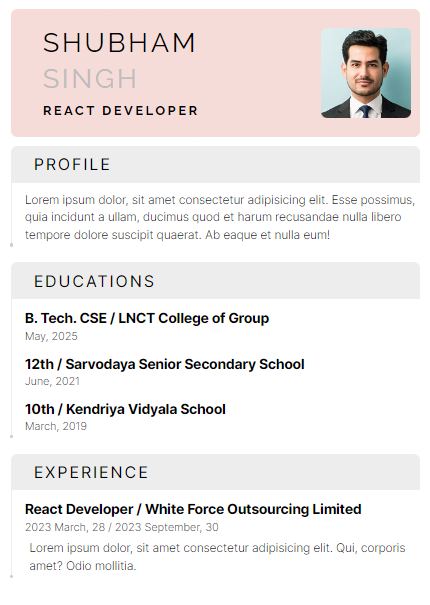 SHUBHAM
SINGH
REACT DEVELOPER
PROFILE
Lorem ipsum dolor, sit amet consectetur adipisicing elit. Esse possimus,
quia incidunt a ullam, ducimus quod et harum recusandae nulla libero
tempore dolore suscipit quaerat. Ab eaque et nulla eum!
EDUCATIONS
B. Tech. CSE / LNCT College of Group
May, 2025
12th / Sarvodaya Senior Secondary School
June, 2021
10th / Kendriya Vidyala School
March, 2019
EXPERIENCE
React Developer / White Force Outsourcing Limited
2023 March, 28 / 2023 September, 30
Lorem ipsum dolor, sit amet consectetur adipisicing elit. Qui, corporis
amet? Odio mollitia.